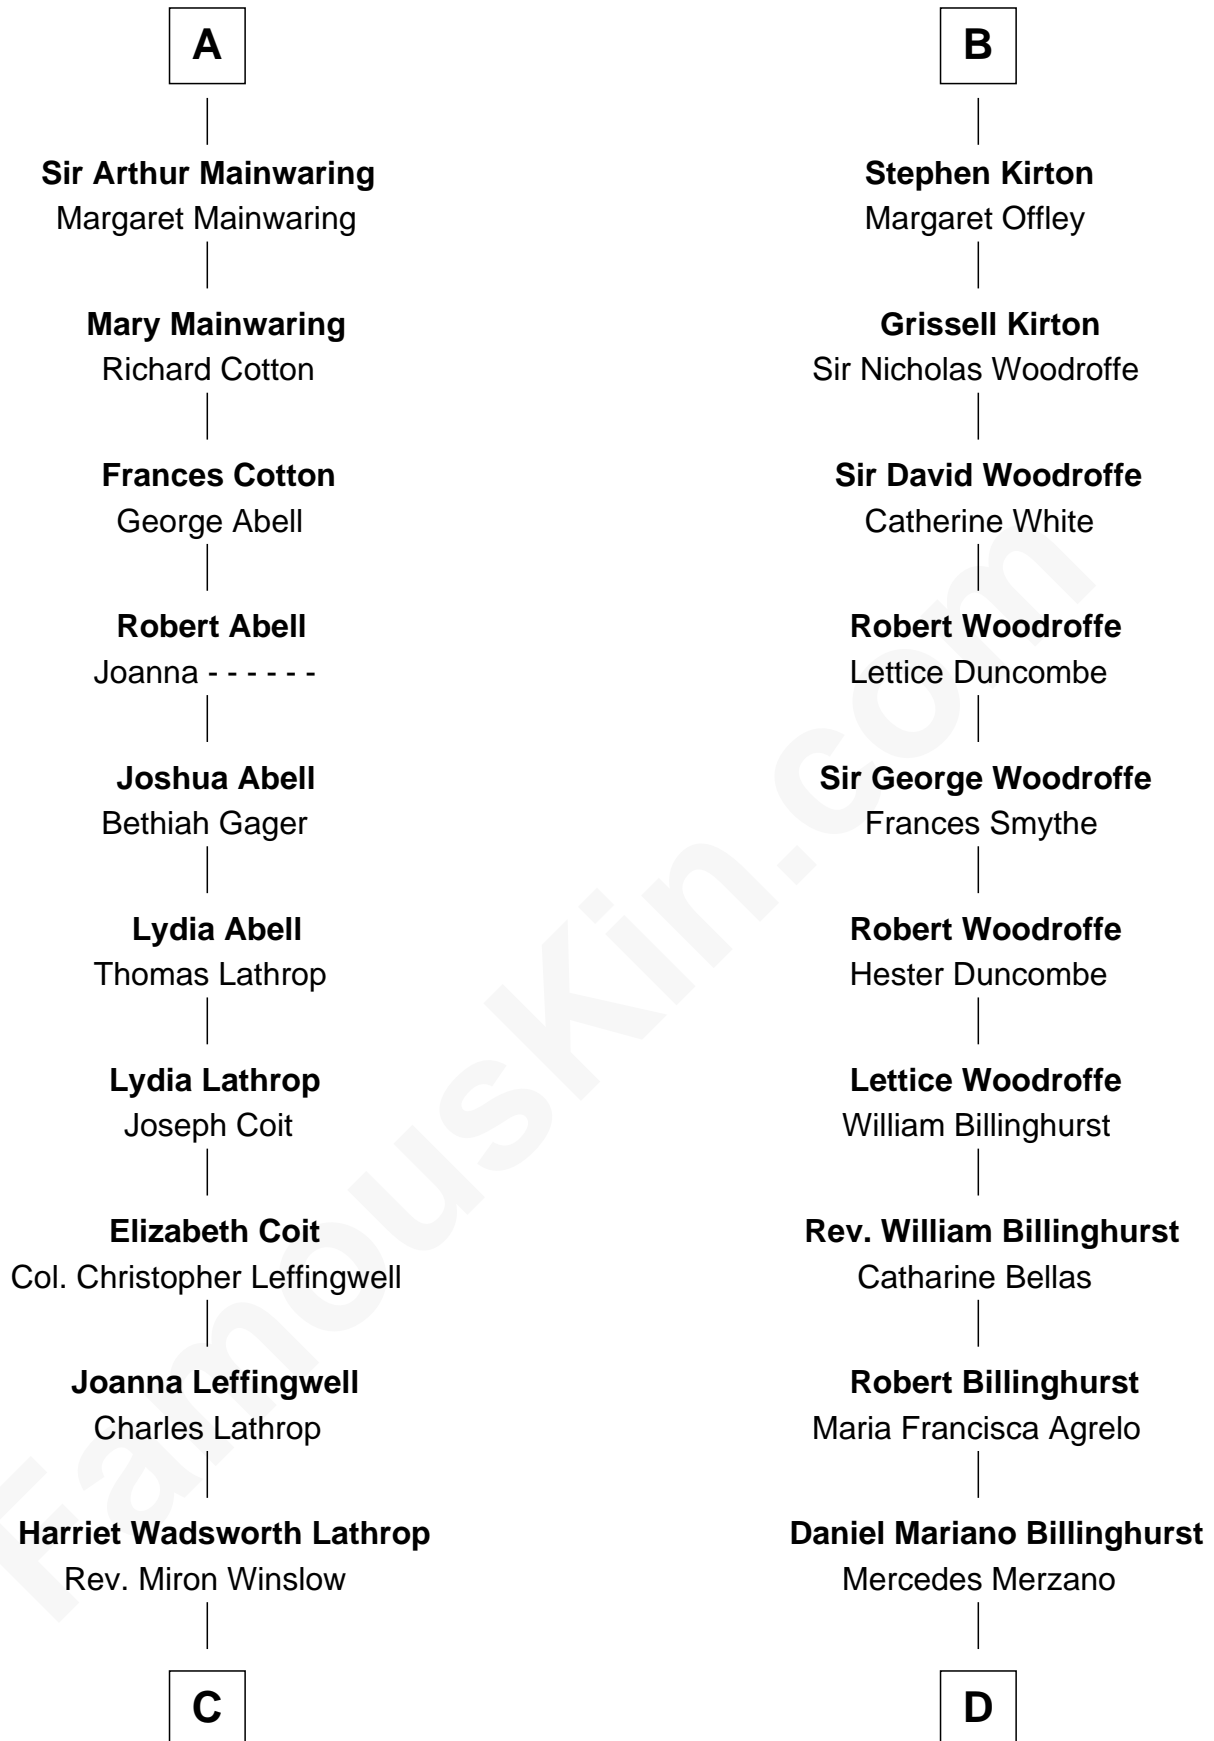 A
Sir Arthur Mainwaring
Margaret Mainwaring
Mary Mainwaring
Richard Cotton
Frances Cotton
George Abell
Robert Abell
Joanna - - - - - -
Joshua Abell
Bethiah Gager
Lydia Abell
Thomas Lathrop
Lydia Lathrop
Joseph Coit
Elizabeth Coit
Col. Christopher Leffingwell
Joanna Leffingwell
Charles Lathrop
Harriet Wadsworth Lathrop
Rev. Miron Winslow
C
B
Stephen Kirton
Margaret Offley
Grissell Kirton
Sir Nicholas Woodroffe
Sir David Woodroffe
Catherine White
Robert Woodroffe
Lettice Duncombe
Sir George Woodroffe
Frances Smythe
Robert Woodroffe
Hester Duncombe
Lettice Woodroffe
William Billinghurst
Rev. William Billinghurst
Catharine Bellas
Robert Billinghurst
Maria Francisca Agrelo
Daniel Mariano Billinghurst
Mercedes Merzano
D
FamousKin.com